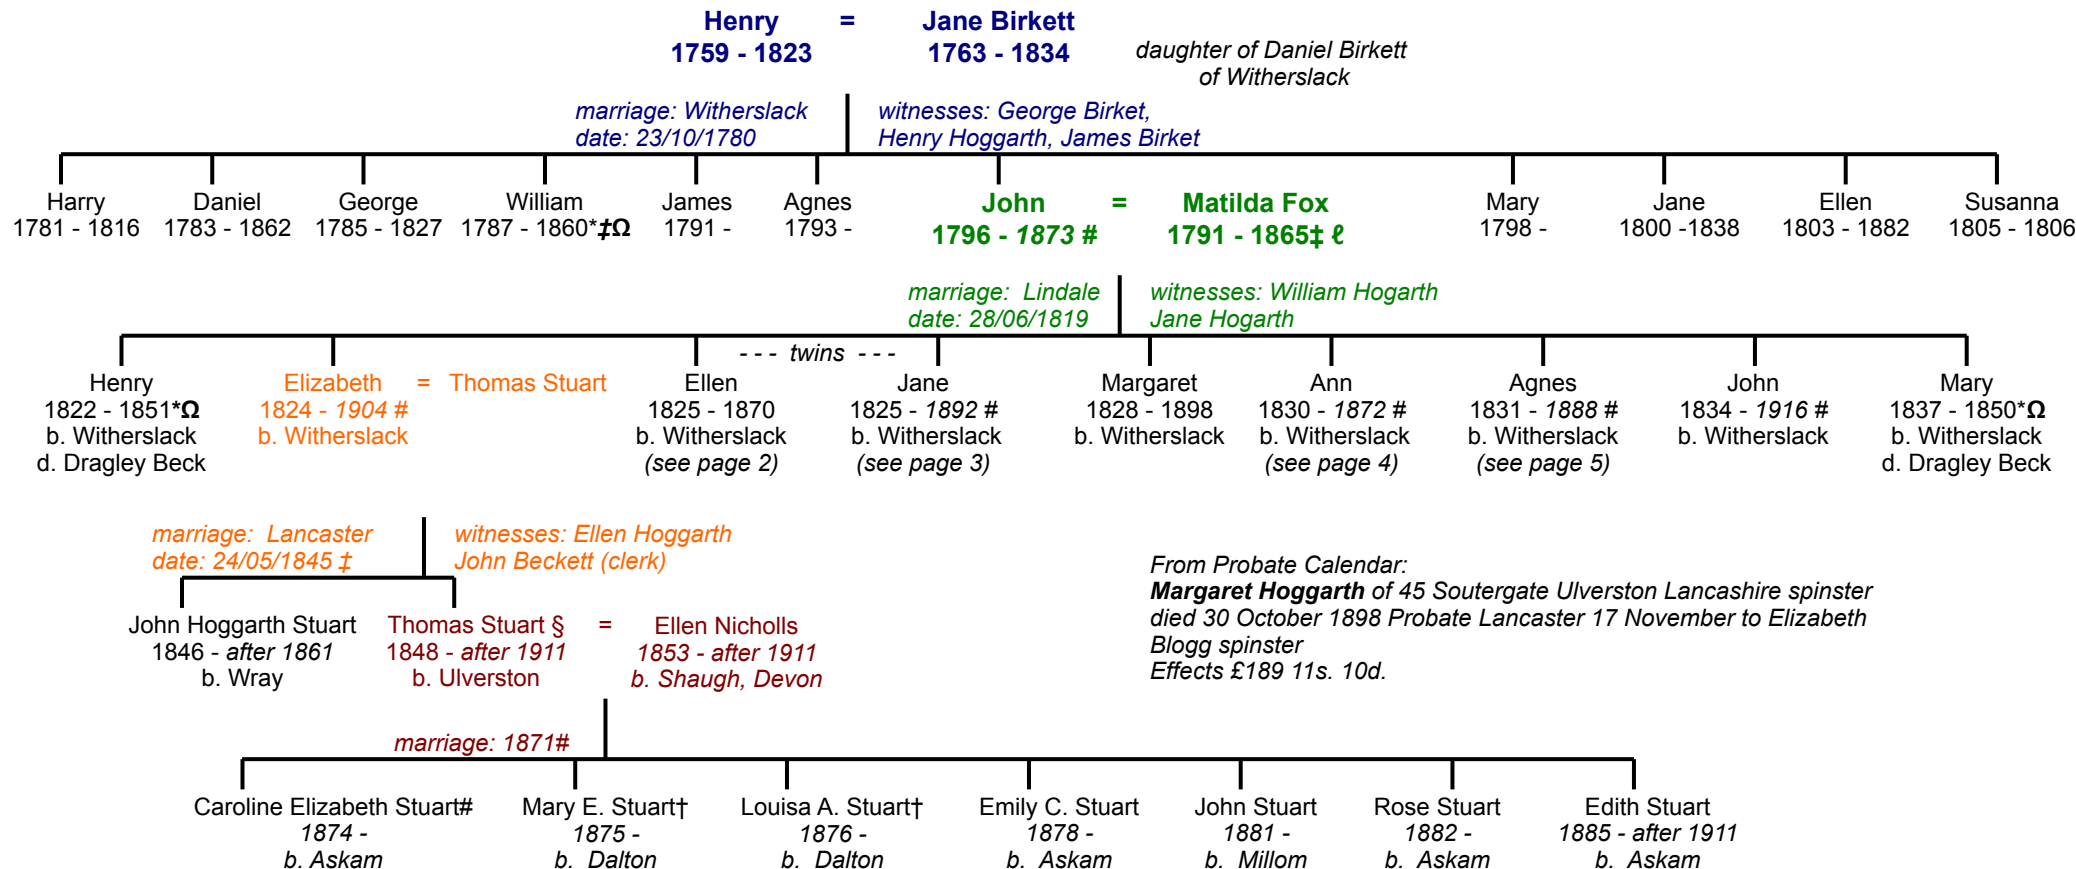 Henry = Jane Birkett
1759 - 1823 1763 - 1834
daughter of Daniel Birkett
of Witherslack
marriage: Witherslack
date: 23/10/1780
witnesses: George Birket,
Henry Hoggarth, James Birket
Harry
1781 - 1816
Daniel
1783 - 1862
George
1785 - 1827
William
1787 - 1860*‡Ω
James
1791 -
Agnes
1793 -
John = Matilda Fox
1796 - 1873 # 1791 - 1865‡ ℓ
Mary
1798 -
Jane
1800 -1838
Ellen
1803 - 1882
Susanna
1805 - 1806
marriage: Lindale
date: 28/06/1819
witnesses: William Hogarth
Jane Hogarth
- - - twins - - -
Henry
1822 - 1851*Ω
b. Witherslack
d. Dragley Beck
Elizabeth = Thomas Stuart
1824 - 1904 #
b. Witherslack
Ellen
1825 - 1870
b. Witherslack
(see page 2)
Jane
1825 - 1892 #
b. Witherslack
(see page 3)
Margaret
1828 - 1898
b. Witherslack
Ann
1830 - 1872 #
b. Witherslack
(see page 4)
Agnes
1831 - 1888 #
b. Witherslack
(see page 5)
John
1834 - 1916 #
b. Witherslack
Mary
1837 - 1850*Ω
b. Witherslack
d. Dragley Beck
marriage: Lancaster
date: 24/05/1845 ‡
witnesses: Ellen Hoggarth
John Beckett (clerk)
From Probate Calendar:
Margaret Hoggarth of 45 Soutergate Ulverston Lancashire spinster
died 30 October 1898 Probate Lancaster 17 November to Elizabeth
Blogg spinster
Effects £189 11s. 10d.
John Hoggarth Stuart
1846 - after 1861
b. Wray
Thomas Stuart § = Ellen Nicholls
1848 - after 1911
b. Ulverston
1853 - after 1911
b. Shaugh, Devon
marriage: 1871#
Caroline Elizabeth Stuart#
1874 -
b. Askam
Mary E. Stuart†
1875 -
b. Dalton
Louisa A. Stuart†
1876 -
b. Dalton
Emily C. Stuart
1878 -
b. Askam
John Stuart
1881 -
b. Millom
Rose Stuart
1882 -
b. Askam
Edith Stuart
1885 - after 1911
b. Askam